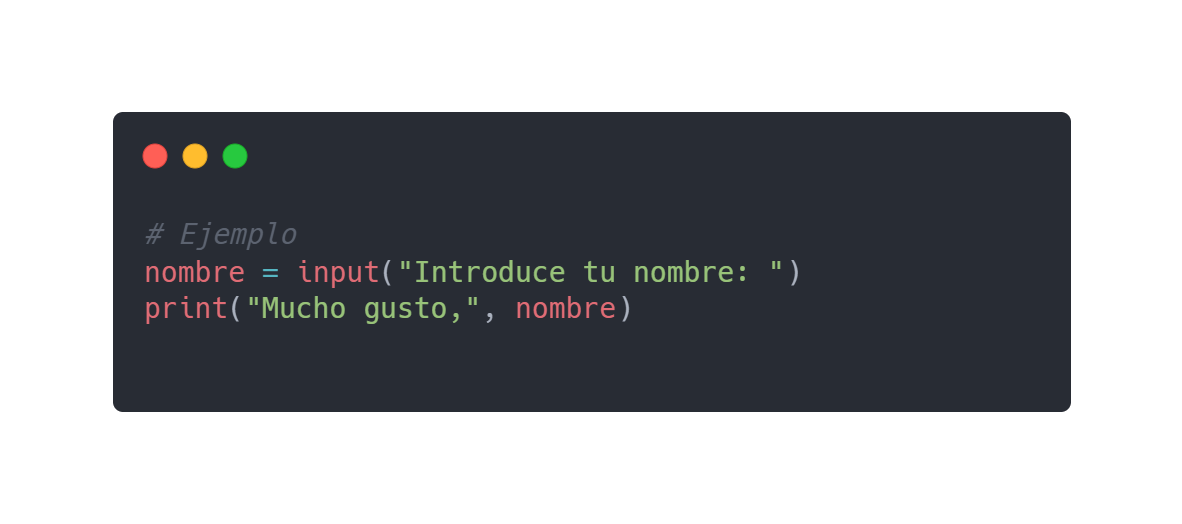 # Ejemplo
nombre = input("Introduce tu nombre: ")
print("Mucho gusto,", nombre)